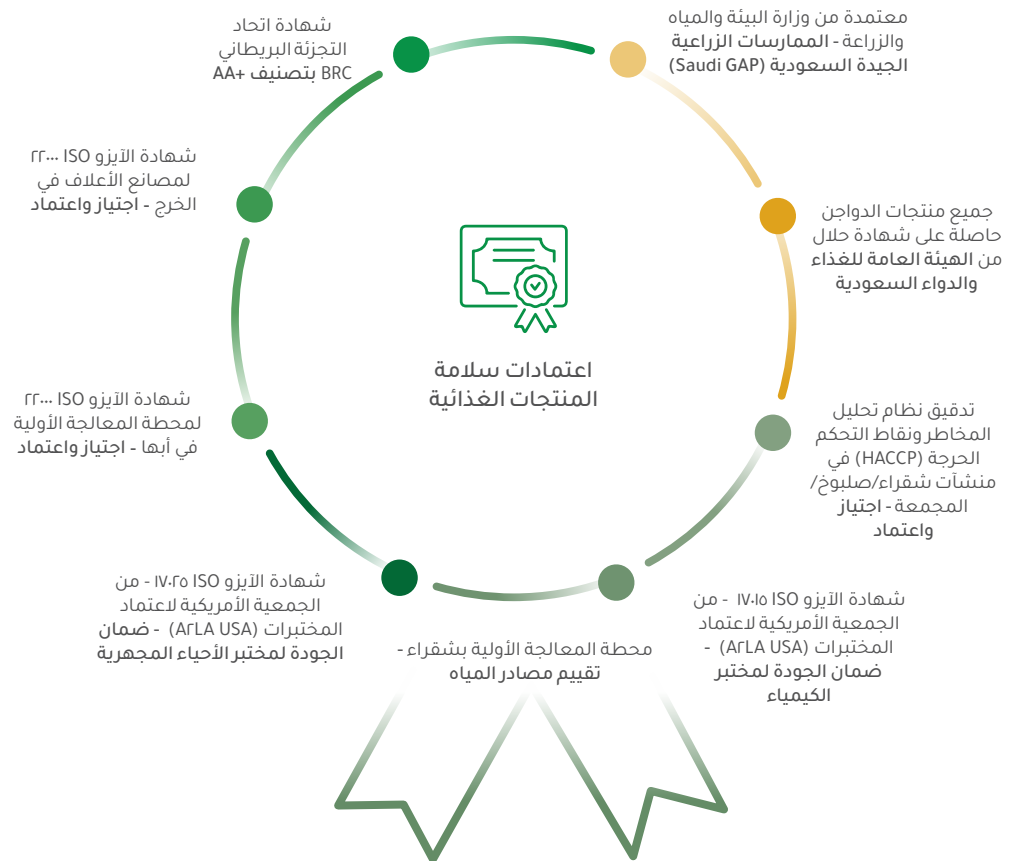 اعتمادات سلامة
المنتجات الغذائية
معتمدة من وزارة البيئة والمياه
والزراعة - الممارسات الزراعية
الجيدة السعودية (Saudi GAP)
جميع منتجات الدواجن
حاصلة على شهادة حلال
من الهيئة العامة للغذاء
والدواء السعودية
تدقيق نظام تحليل
المخاطر ونقاط التحكم
الحرجة (HACCP) في
منشآت شقراء/صلبوخ/
المجمعة - اجتياز
واعتماد
شهادة الآيزو ISO ١٧٠١٥ - من
الجمعية الأمريكية لاعتماد
المختبرات (A٢LA USA) -
ضمان الجودة لمختبر
الكيمياء
محطة المعالجة الأولية بشقراء -
تقييم مصادر المياه
شهادة الآيزو ISO ١٧٠٢٥ - من
الجمعية الأمريكية لاعتماد
المختبرات (A٢LA USA) - ضمان
الجودة لمختبر الأحياء المجهرية
شهادة الآيزو ISO ٢٢٠٠٠
لمحطة المعالجة الأولية
في أبها - اجتياز واعتماد
شهادة الآيزو ISO ٢٢٠٠٠
لمصانع الأعلاف في
الخرج - اجتياز واعتماد
شهادة اتحاد
التجزئة البريطاني
BRC بتصنيف +AA